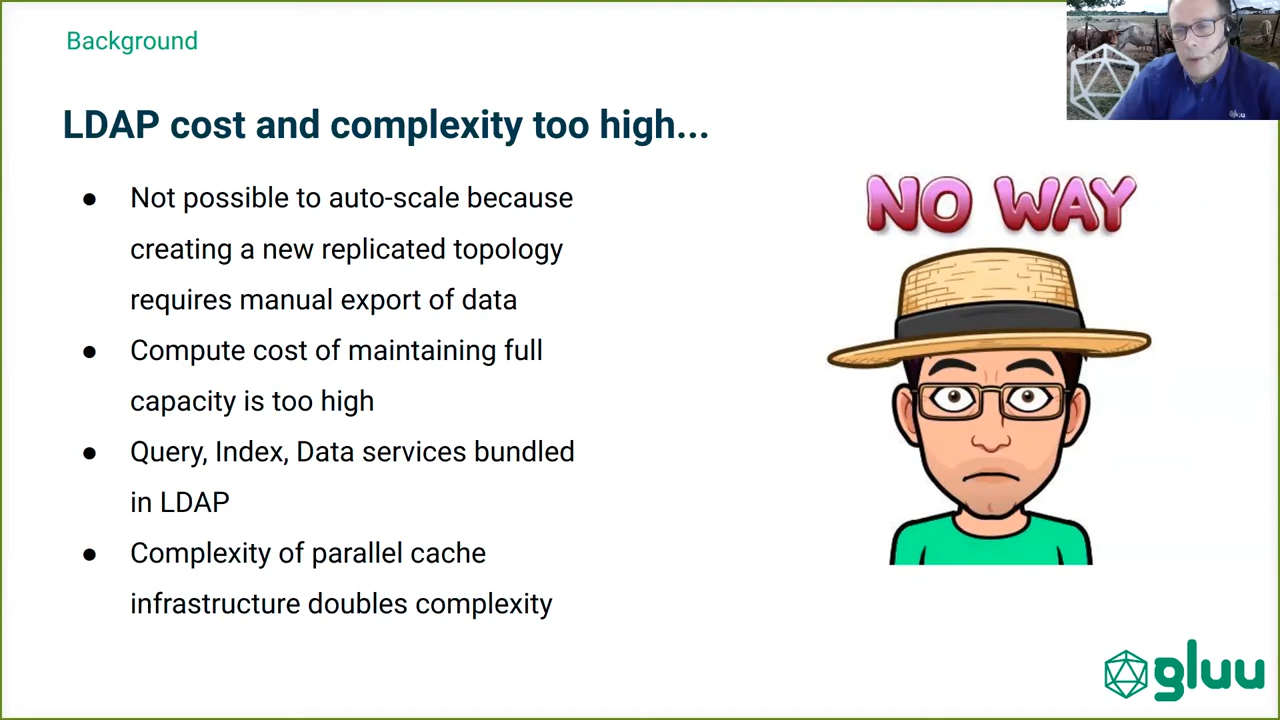 Background
LDAP cost and complexity too high...
● Not possible to auto-scale because
creating a new replicated topology
requires manual export of data
● Compute cost of maintaining full
capacity is too high
● Query, Index, Data services bundled
in LDAP
● Complexity of parallel cache
infrastructure doubles complexity
NO WAY
gluu
gluu